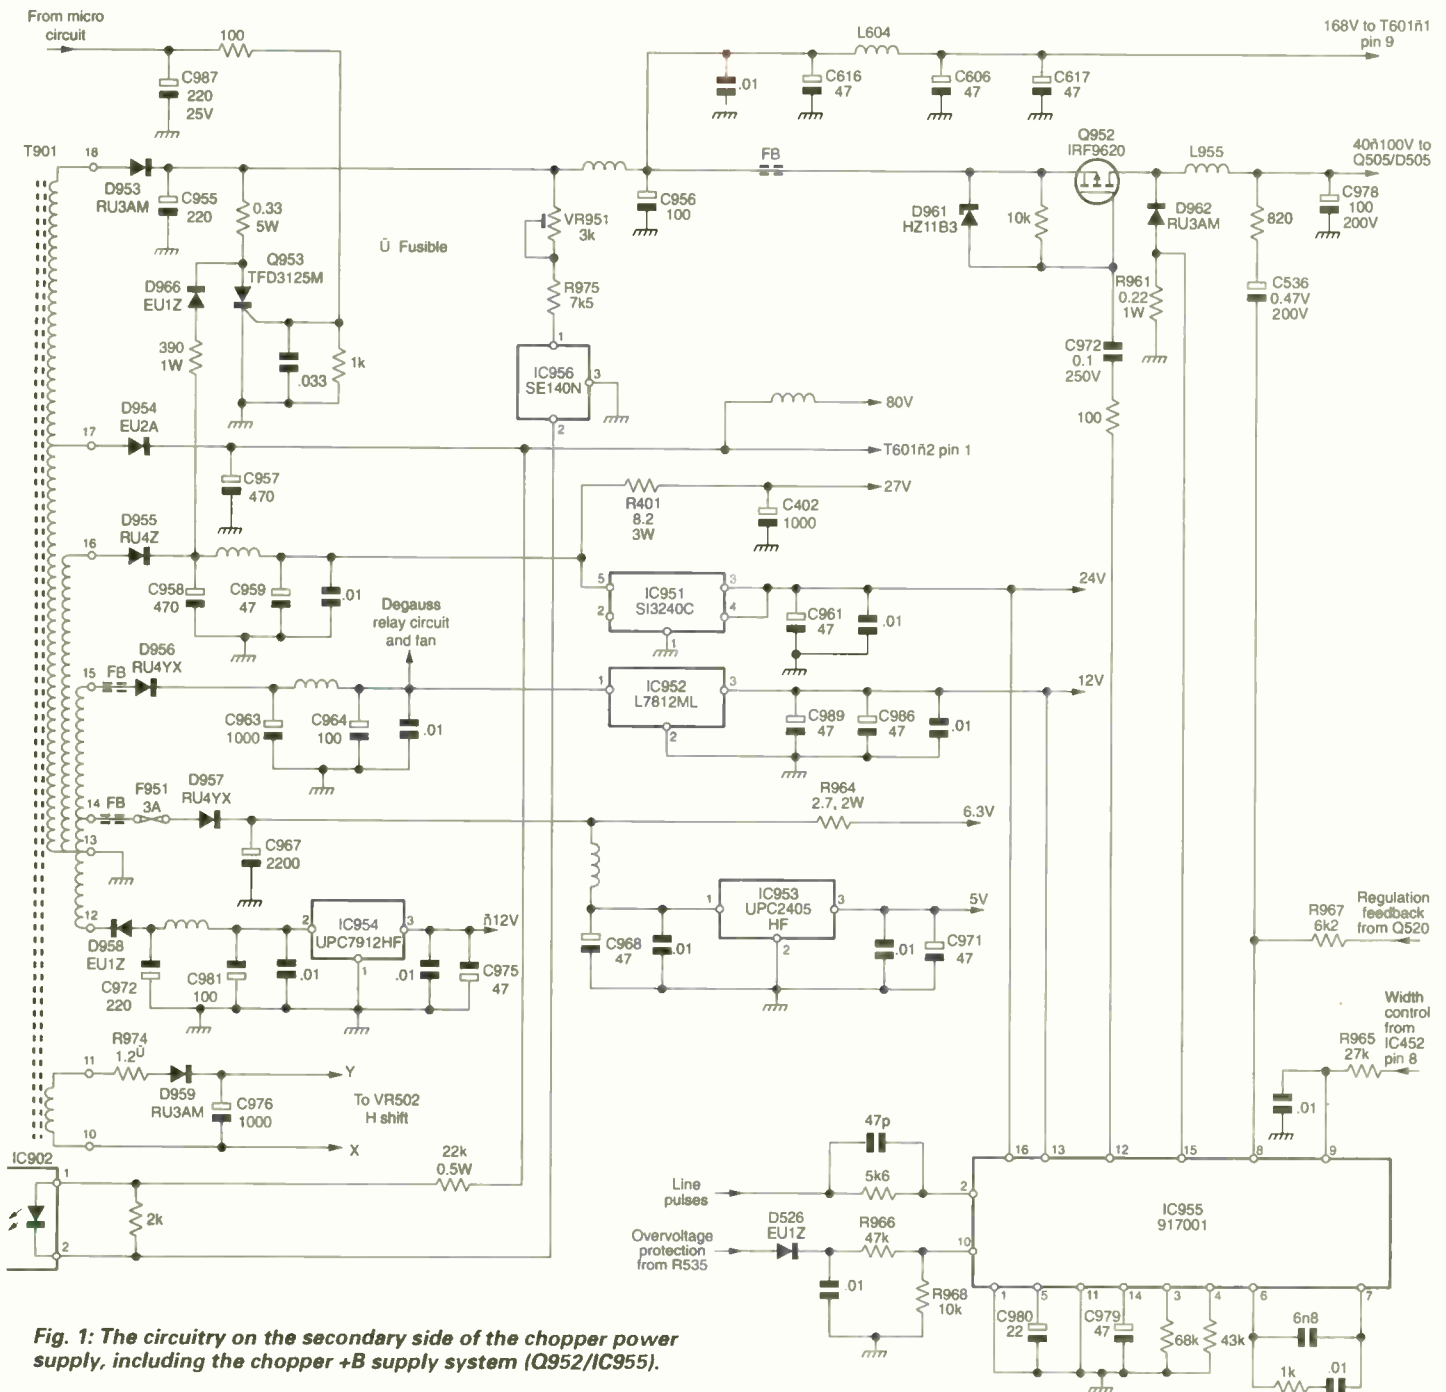 From micro
circuit
100
C987
220
25V
L604
168V to T601ñ1
pin 9
.01
C616
47
C606
47
C617
47
T901
18
D953
RU3AM
C955
220
0.33
5W
Ū Fusible
VR951
3k
C956
100
FB
Q952
IRF9620
L955
40ñ100V to
Q505/D505
D961
HZ11B3
10k
D962
RU3AM
820
C978
100
200V
Q953
TFD3125M
D966
EU1Z
R975
7k5
R961
0.22
1W
C536
0.47V
200V
390
1W
.033
1k
1
IC956
SE140N
3
2
C972
0.1
250V
100
D954
EU2A
17
80V
T601ñ2 pin 1
C957
470
R401
8.2
3W
27V
C402
1000
D955
RU4Z
16
C958
470
C959
47
.01
5
2
IC951
SI3240C
3
4
1
24V
C961
47
.01
Degauss
relay circuit
and fan
D956
RU4YX
15
FB
C963
1000
C964
100
.01
1
IC952
L7812ML
3
2
12V
C989
47
C986
47
.01
14
FB
F951
3A
D957
RU4YX
R964
2.7, 2W
6.3V
13
C967
2200
1
IC953
UPC2405
HF
3
2
5V
C968
47
.01
.01
C971
47
12
D958
EU1Z
2
IC954
UPC7912HF
3
1
ñ12V
C972
220
C981
100
.01
.01
C975
47
R967
6k2
Regulation
feedback
from Q520
Width
control
from
IC452
pin 8
R965
27k
.01
11
R974
1.2Ū
D959
RU3AM
C976
1000
Y
To VR502
H shift
10
X
IC902
1
2
2k
22k
0.5W
47p
Line
pulses
5k6
2
Overvoltage
protection
from R535
D526
EU1Z
R966
47k
10
.01
R968
10k
16
13
12
15
8
9
IC955
917001
1
5
11
14
3
4
6
7
C980
22
C979
47
68k
43k
6n8
1k
.01
Fig. 1: The circuitry on the secondary side of the chopper power
supply, including the chopper +B supply system (Q952/IC955).